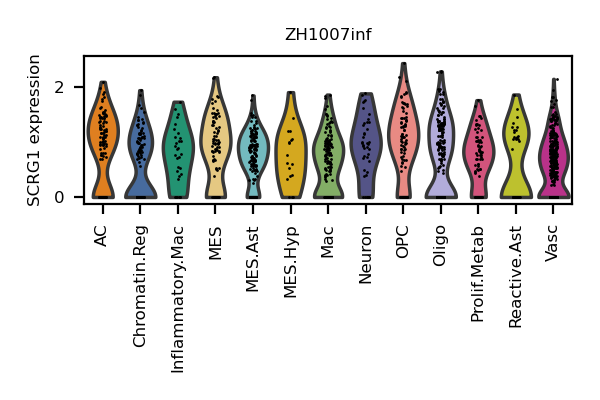 ZH1007inf
SCRG1 expression
2
0
AC
Chromatin.Reg
Inflammatory.Mac
MES
MES.Ast
MES.Hyp
Mac
Neuron
OPC
Oligo
Prolif.Metab
Reactive.Ast
Vasc